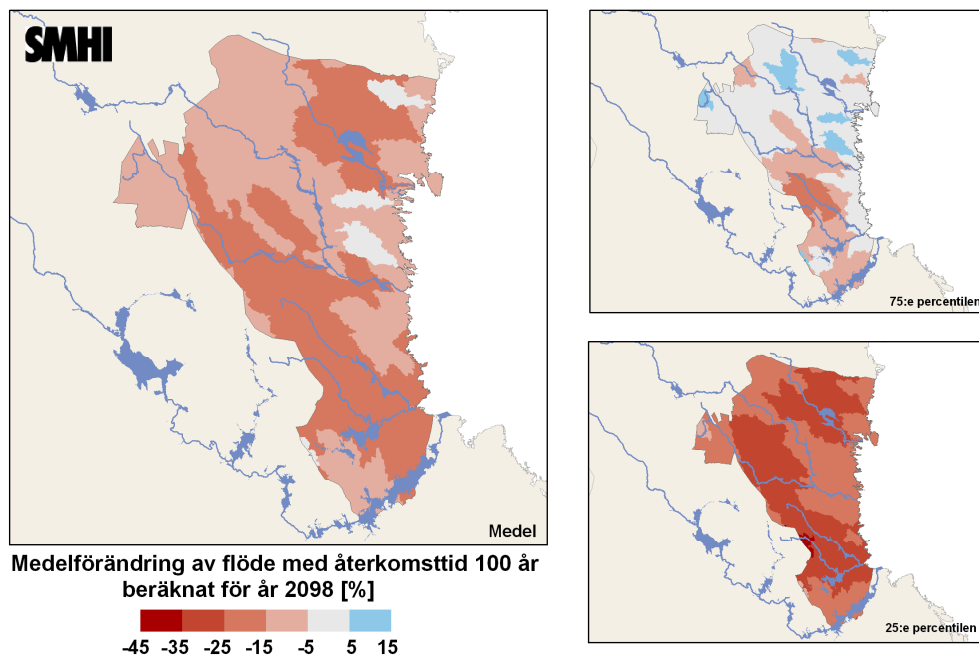 SMHI
Medel
75:e percentilen
25:e percentilen
Medelförändring av flöde med återkomsttid 100 år
beräknat för år 2098 [%]
-45 -35 -25 -15 -5 5 15